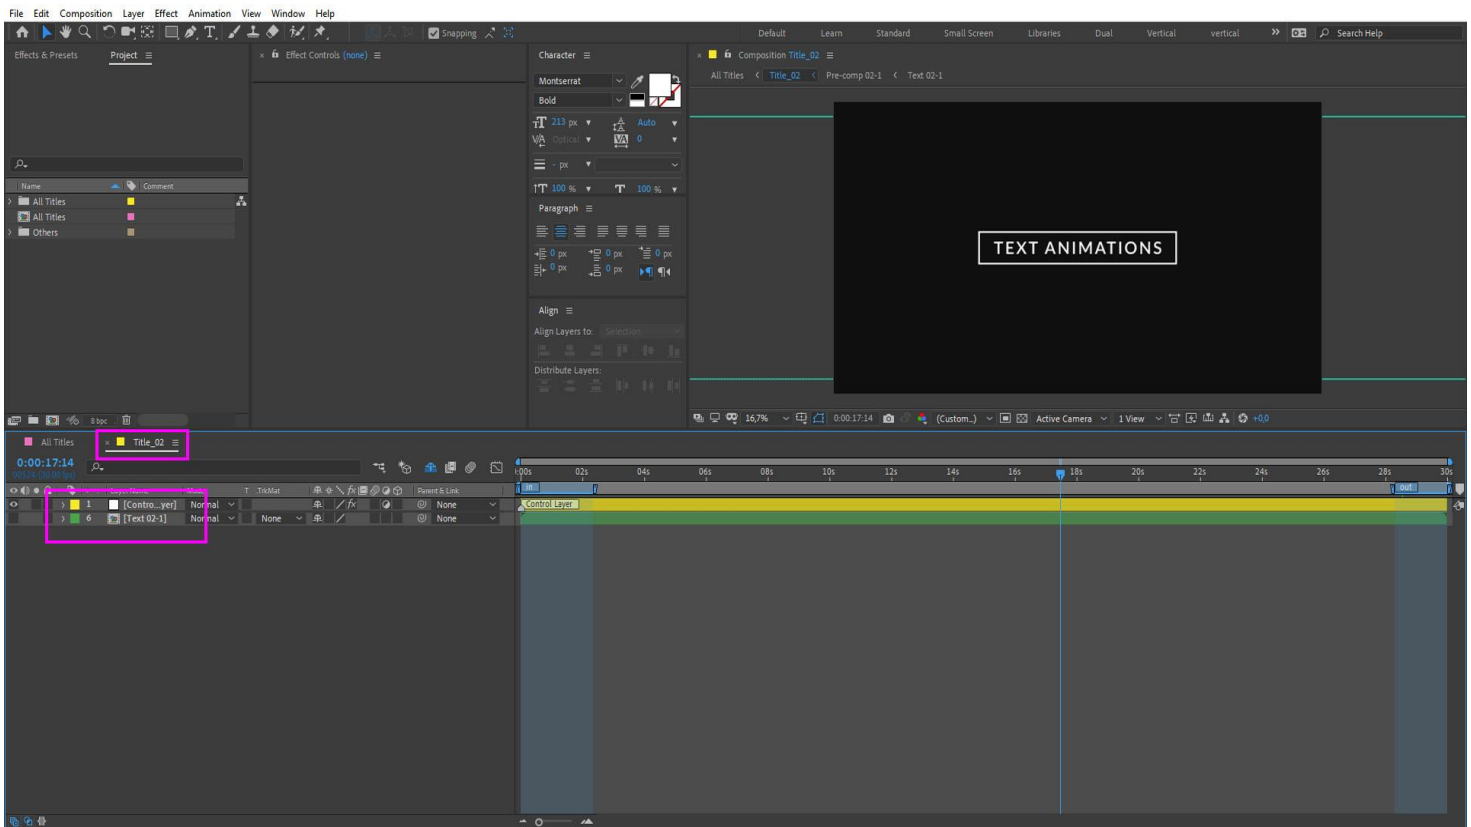 File Edit Composition Layer Effect Animation View Window Help
Snapping
Default Learn Standard Small Screen Libraries Dual Vertical vertical Search Help
Effects & Presets Project
Effect Controls (none)
Name Comment
All Titles
All Titles
Others
8 bpc
Character
Montserrat
Bold
213 px Auto
Optical 0
- px
100 % 100 %
Paragraph
0 px 0 px 0 px
0 px 0 px
Align
Align Layers to: Selection
Distribute Layers:
Composition Title_02
All Titles Title_02 Pre-comp 02-1 Text 02-1
TEXT ANIMATIONS
16,7% 0:00:17:14 (Custom...) Active Camera 1 View +0,0
All Titles Title_02
0:00:17:14
Layer Name Mode T TrkMat Parent & Link
1 [Contro...yer] Normal None
6 [Text 02-1] Normal None None
02s 04s 06s 08s 10s 12s 14s 16s 18s 20s 22s 24s 26s 28s 30s
in out
Control Layer